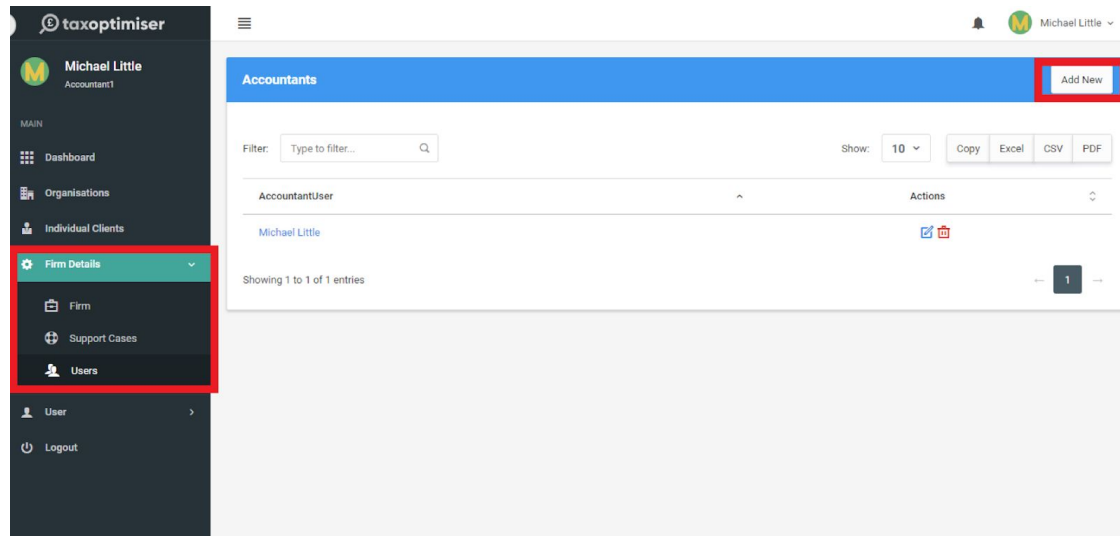 taxoptimiser
Michael Little
Michael Little
Accountant1
Accountants
Add New
MAIN
Dashboard
Organisations
Individual Clients
Firm Details
Firm
Support Cases
Users
User
Logout
Filter: Type to filter... Show: 10 Copy Excel CSV PDF
AccountantUser Actions
Michael Little
Showing 1 to 1 of 1 entries
1